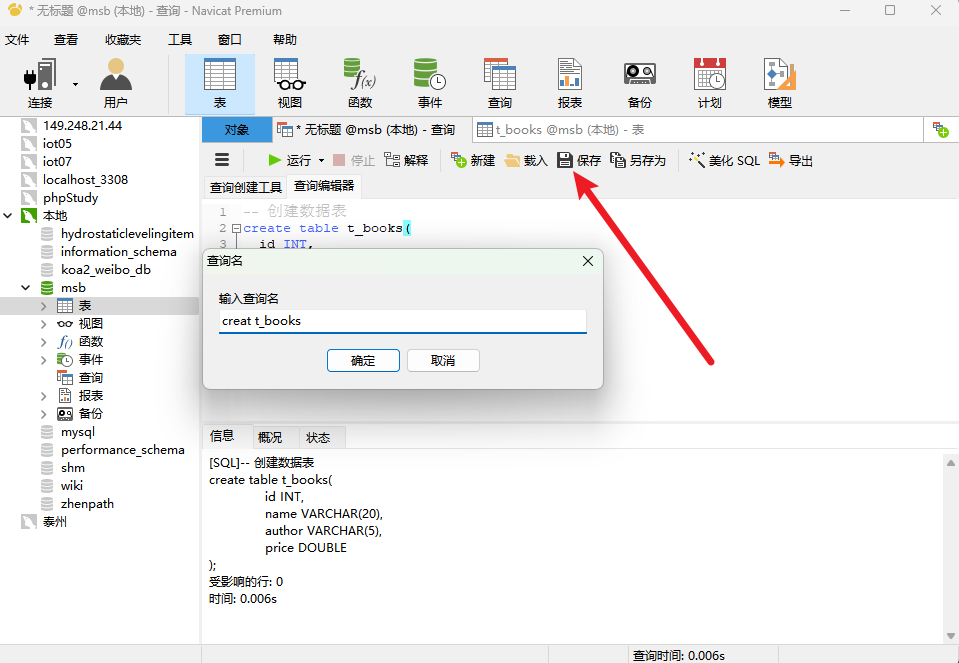 * 无标题 @msb (本地) - 查询 - Navicat Premium
文件 查看 收藏夹 工具 窗口 帮助
连接 用户 表 视图 函数 事件 查询 报表 备份 计划 模型
149.248.21.44
iot05
iot07
localhost_3308
phpStudy
本地
hydrostaticlevelingitem
information_schema
koa2_weibo_db
msb
表
视图
函数
事件
查询
报表
备份
mysql
performance_schema
shm
wiki
zhenpath
泰州
对象 * 无标题 @msb (本地) - 查询 t_books @msb (本地) - 表
运行 停止 解释 新建 载入 保存 另存为 美化 SQL 导出
查询创建工具 查询编辑器
1 -- 创建数据表
2 create table t_books(
3 id INT,
查询名
输入查询名
creat t_books
确定 取消
信息 概况 状态
[SQL]-- 创建数据表
create table t_books(
id INT,
name VARCHAR(20),
author VARCHAR(5),
price DOUBLE
);
受影响的行: 0
时间: 0.006s
查询时间: 0.006s